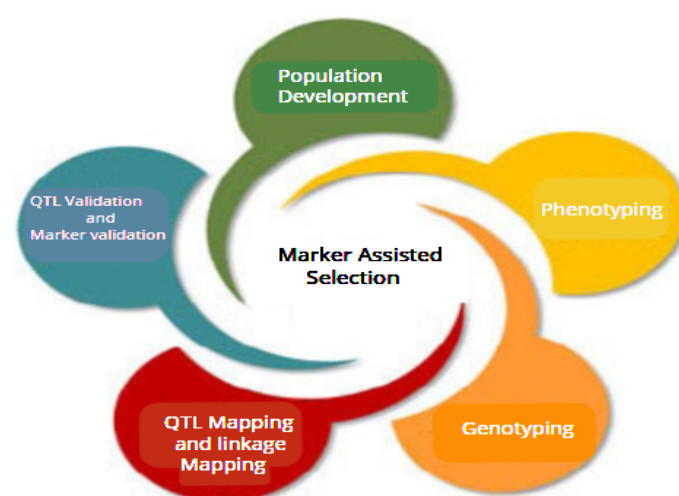 Population
Development
Phenotyping
Genotyping
QTL Mapping
and linkage
Mapping
QTL Validation
and
Marker validation
Marker Assisted
Selection